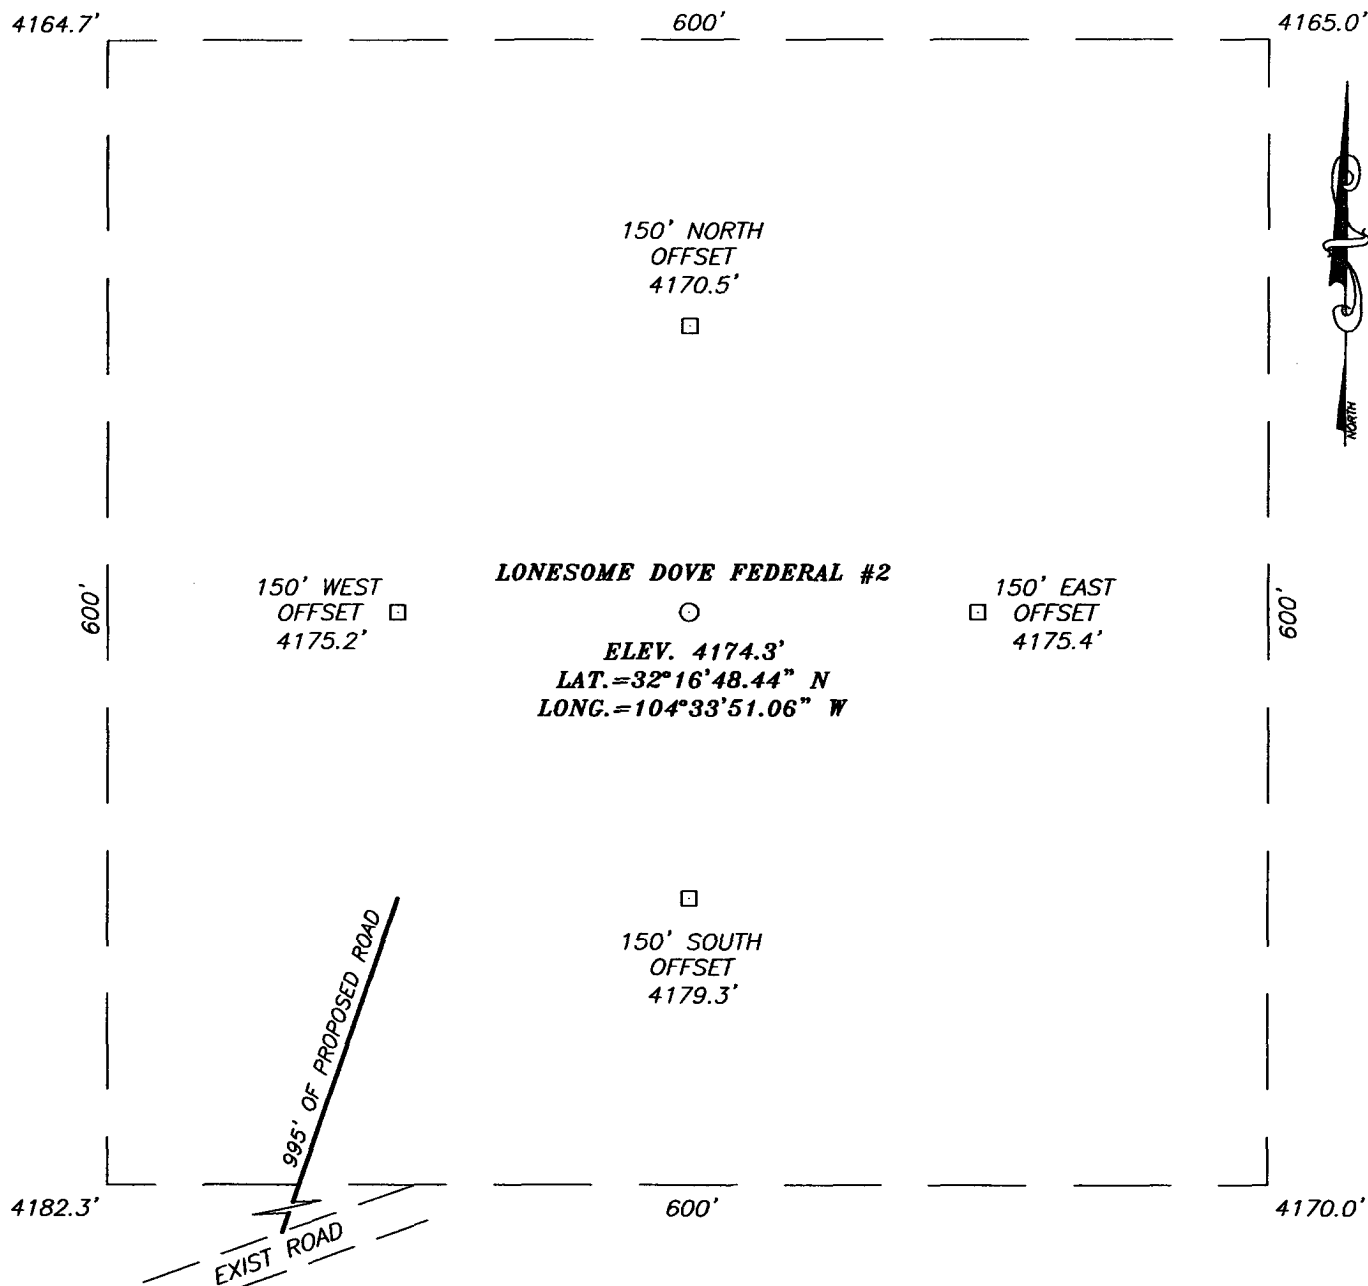 4164.7'
600'
4165.0'
NORTH
150' NORTH
OFFSET
4170.5'
600'
150' WEST
OFFSET
4175.2'
LONESOME DOVE FEDERAL #2
ELEV. 4174.3'
LAT.=32°16'48.44" N
LONG.=104°33'51.06" W
150' EAST
OFFSET
4175.4'
600'
150' SOUTH
OFFSET
4179.3'
995' OF PROPOSED ROAD
4182.3'
600'
4170.0'
EXIST ROAD